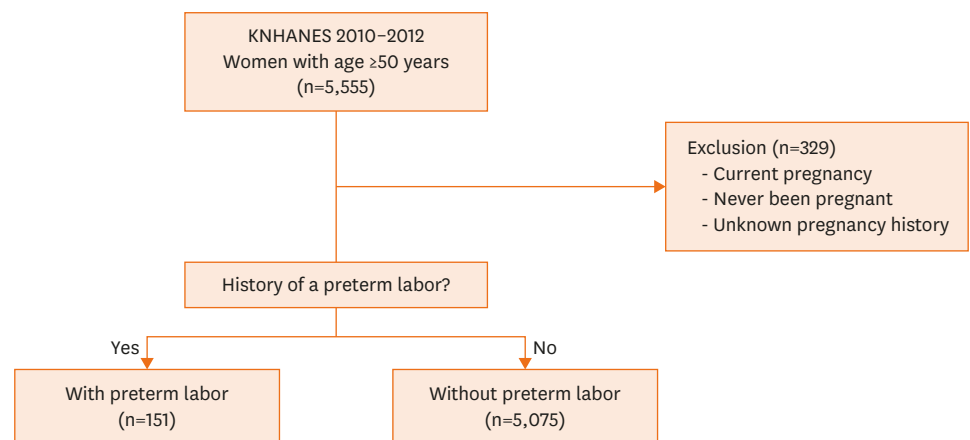 KNHANES 2010–2012
Women with age ≥50 years
(n=5,555)
Exclusion (n=329)
- Current pregnancy
- Never been pregnant
- Unknown pregnancy history
History of a preterm labor?
Yes
No
With preterm labor
(n=151)
Without preterm labor
(n=5,075)